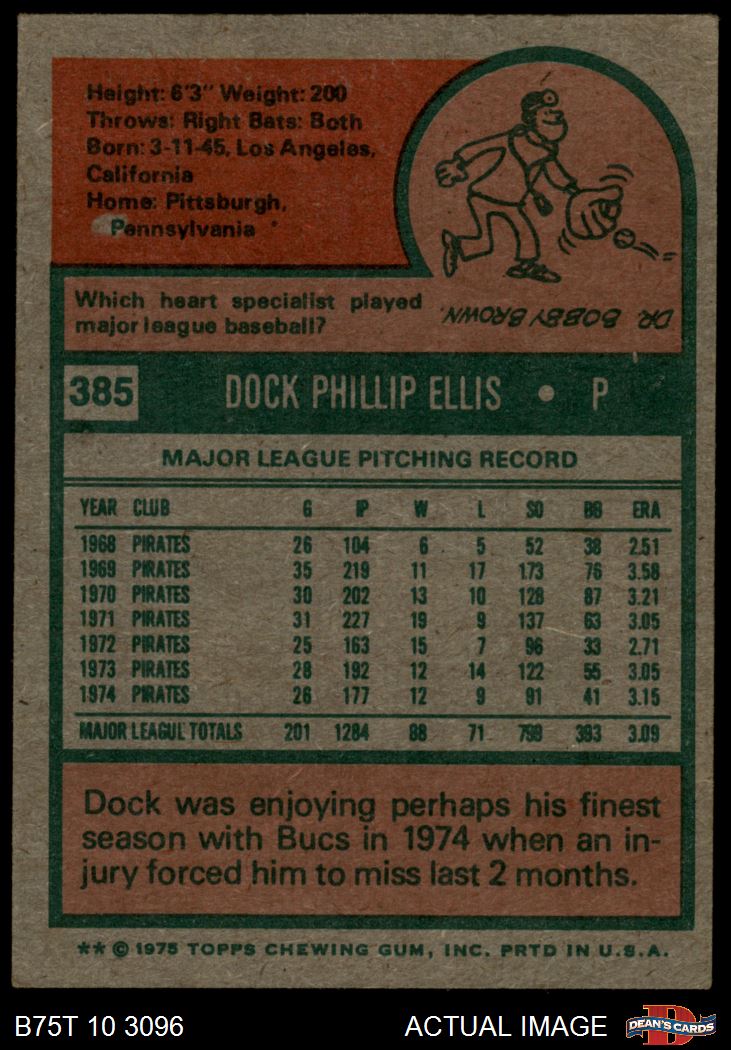 Height: 6'3" Weight: 200
Throws: Right Bats: Both
Born: 3-11-45, Los Angeles,
California
Home: Pittsburgh,
Pennsylvania
Which heart specialist played
major league baseball?
DR. BOBBY BROWN.
385 DOCK PHILLIP ELLIS • P
MAJOR LEAGUE PITCHING RECORD
YEAR CLUB G IP W L SO BB ERA
1968 PIRATES 26 104 6 5 52 38 2.51
1969 PIRATES 35 219 11 17 173 76 3.58
1970 PIRATES 30 202 13 10 128 87 3.21
1971 PIRATES 31 227 19 9 137 63 3.05
1972 PIRATES 25 163 15 7 96 33 2.71
1973 PIRATES 28 192 12 14 122 55 3.05
1974 PIRATES 26 177 12 9 91 41 3.15
MAJOR LEAGUE TOTALS 201 1284 88 71 799 393 3.09
Dock was enjoying perhaps his finest
season with Bucs in 1974 when an in-
jury forced him to miss last 2 months.
** © 1975 TOPPS CHEWING GUM, INC. PRTD IN U.S.A.
B75T 10 3096 ACTUAL IMAGE D DEAN'S CARDS